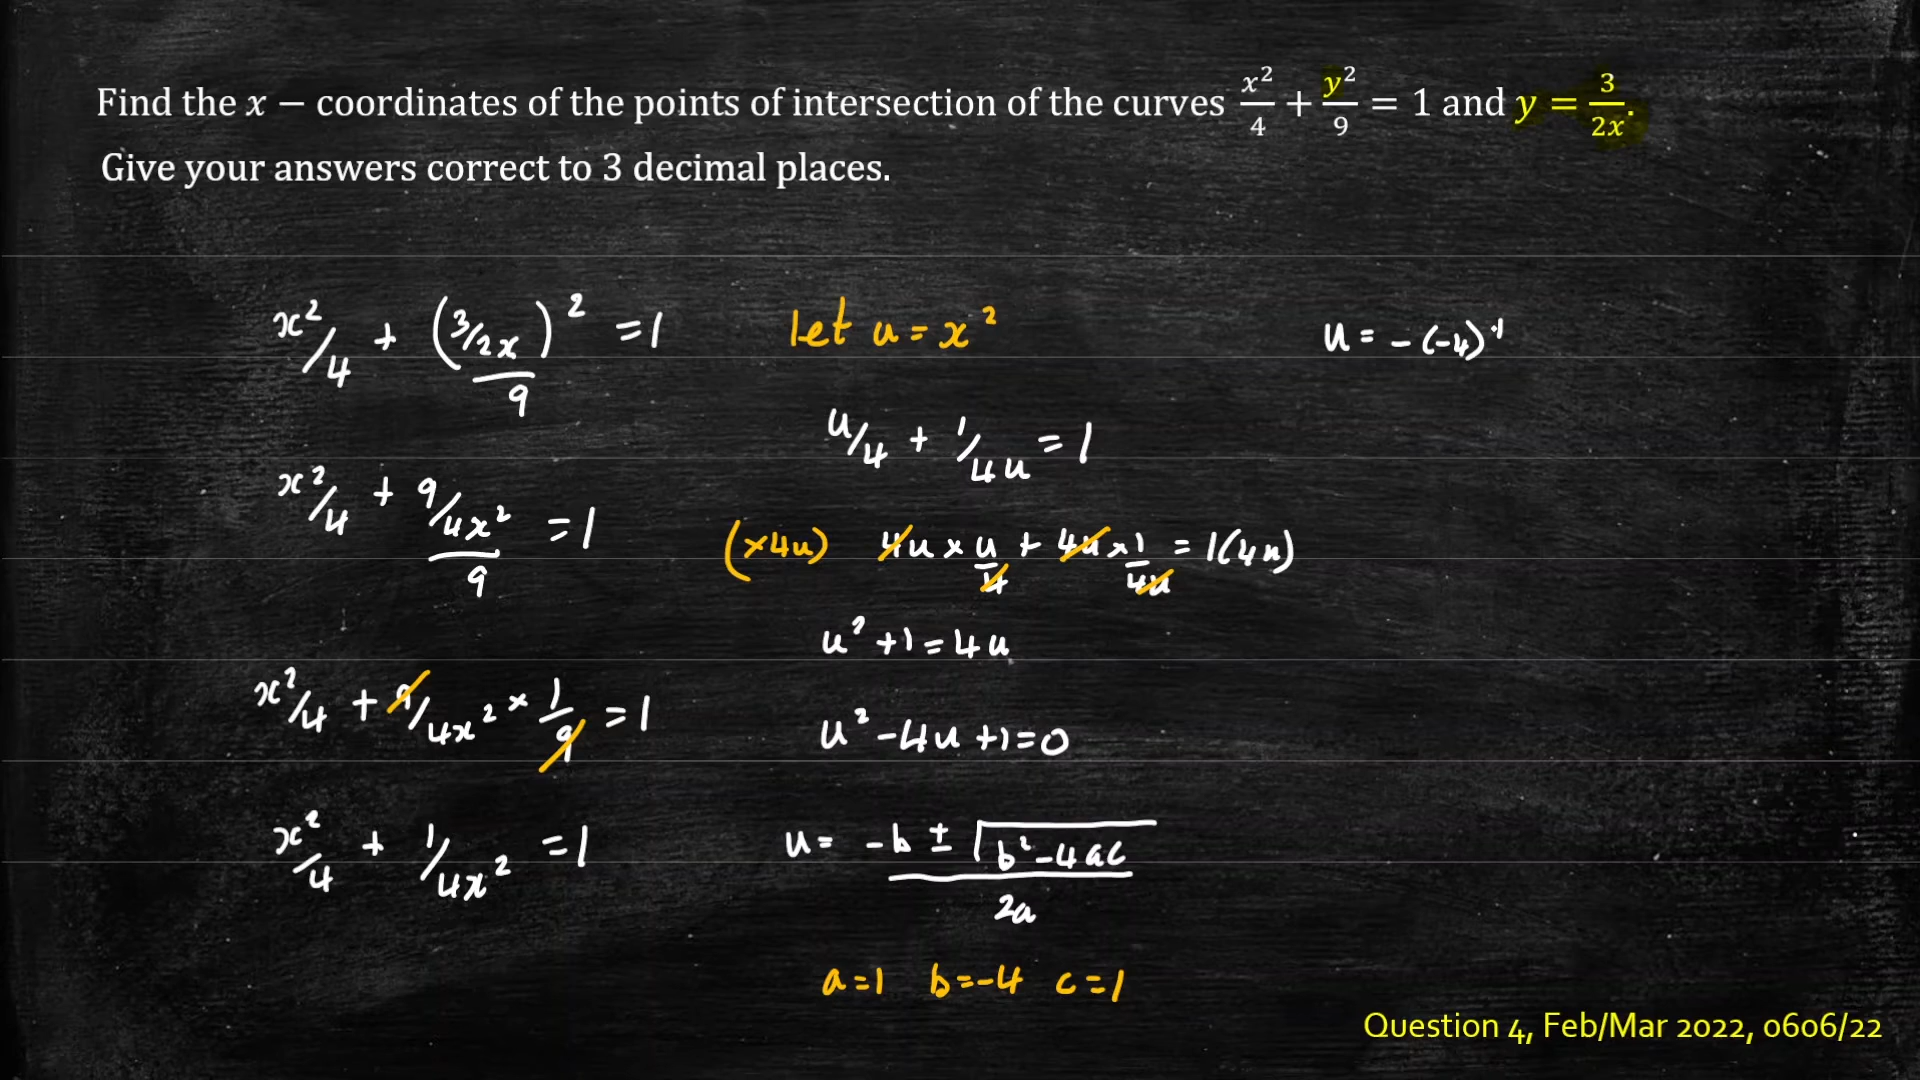 Find the x − coordinates of the points of intersection of the curves x²/4 + y²/9 = 1 and y = 3/2x.
Give your answers correct to 3 decimal places.
x²/4 + (3/2x)²/9 = 1
x²/4 + 9/4x²/9 = 1
x²/4 + 9/4x² × 1/9 = 1
x²/4 + 1/4x² = 1
let u = x²
u/4 + 1/4u = 1
(×4u) 4u × u/4 + 4u × 1/4u = 1(4u)
u² + 1 = 4u
u² - 4u + 1 = 0
u = -b ± √b² - 4ac / 2a
a = 1 b = -4 c = 1
u = -(-4)
Question 4, Feb/Mar 2022, 0606/22